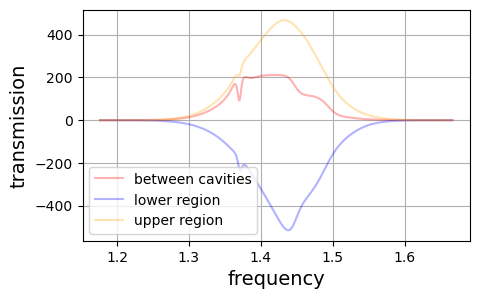 transmission
400
200
0
−200
−400
between cavities
lower region
upper region
1.2 1.3 1.4 1.5 1.6
frequency